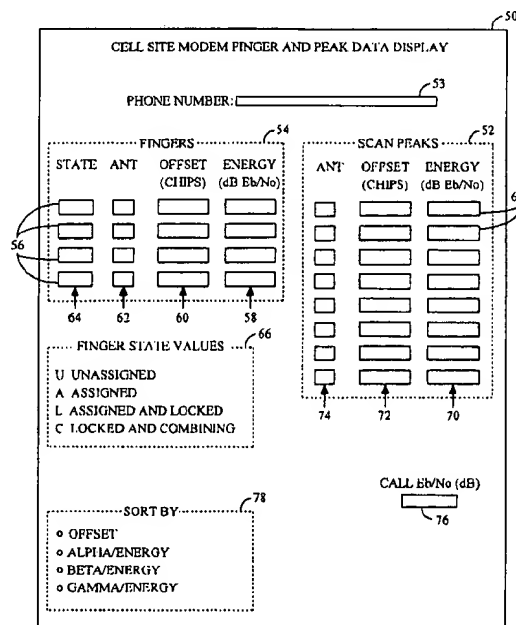 50
CELL SITE MODEM FINGER AND PEAK DATA DISPLAY
53
PHONE NUMBER:
54
FINGERS
STATE ANT OFFSET (CHIPS) ENERGY (dB Eb/No)
56
64 62 60 58
52
SCAN PEAKS
ANT OFFSET (CHIPS) ENERGY (dB Eb/No)
74 72 70
66
FINGER STATE VALUES
U UNASSIGNED
A ASSIGNED
L ASSIGNED AND LOCKED
C LOCKED AND COMBINING
CALL Eb/No (dB)
76
78
SORT BY
OFFSET
ALPHA/ENERGY
BETA/ENERGY
GAMMA/ENERGY